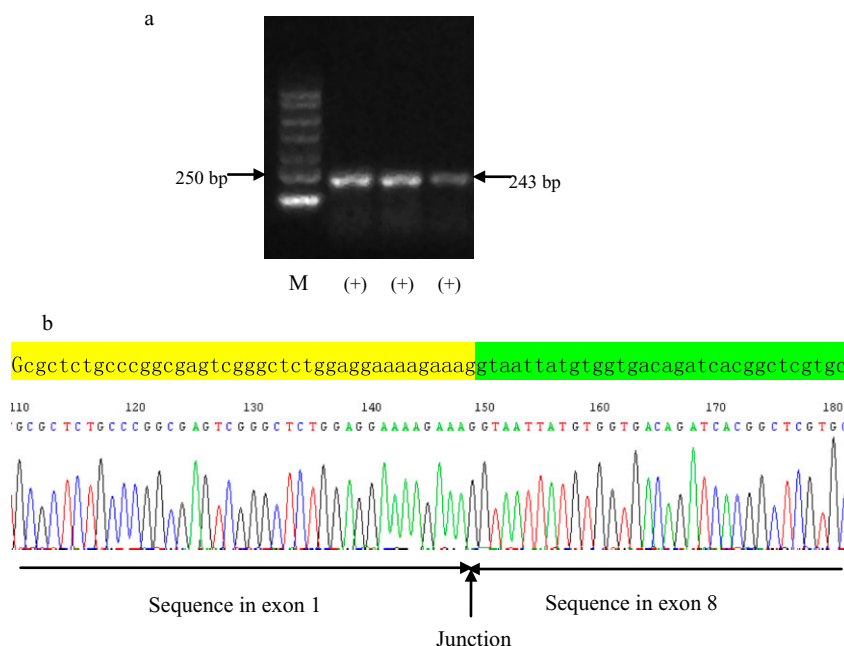 a
250 bp
243 bp
M (+) (+) (+)
b
Gcgctctgcccggcgagtcgggctctggaggaaaagaaaggtaattatgtggtgacagatcacggctcgtgc
110 120 130 140 150 160 170 180
GCGCTCTGCCCGGCGAGTCGGGCTCTGGAGGAAAAGAAAGGTAATTATGTGGTGACAGATCACGGCTCGTGC
Sequence in exon 1
Sequence in exon 8
Junction